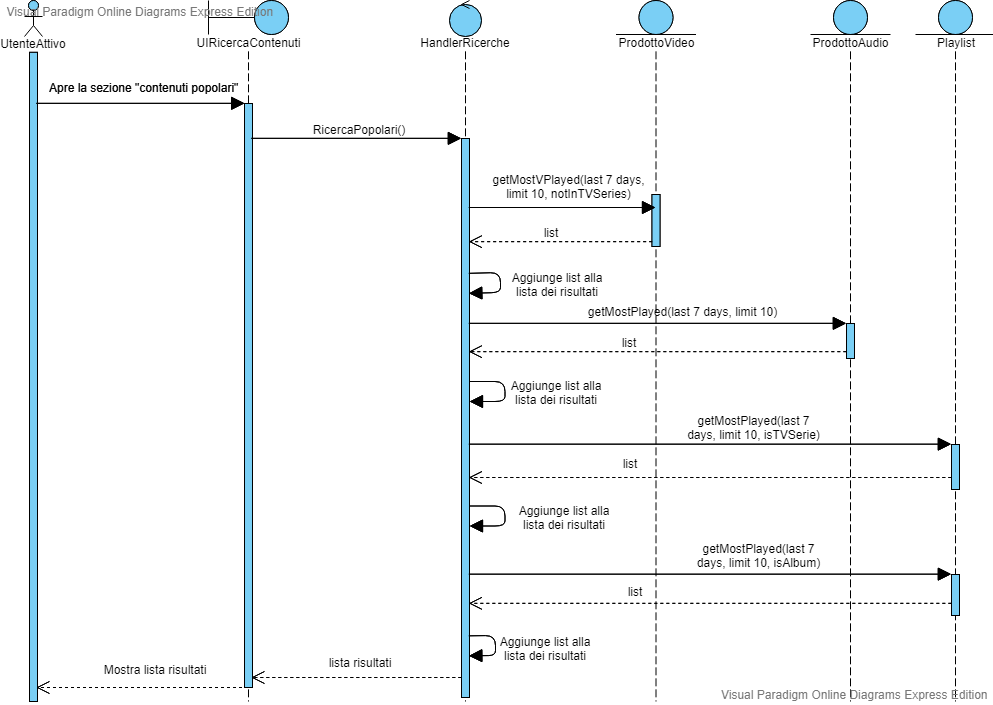 Visual Paradigm Online Diagrams Express Edition
UtenteAttivo
UIRicercaContenuti
HandlerRicerche
ProdottoVideo
ProdottoAudio
Playlist
Apre la sezione "contenuti popolari"
RicercaPopolari()
getMostVPlayed(last 7 days,
limit 10, notInTVSeries)
list
Aggiunge list alla
lista dei risultati
getMostPlayed(last 7 days, limit 10)
list
Aggiunge list alla
lista dei risultati
getMostPlayed(last 7
days, limit 10, isTVSerie)
list
Aggiunge list alla
lista dei risultati
getMostPlayed(last 7
days, limit 10, isAlbum)
list
Aggiunge list alla
lista dei risultati
lista risultati
Mostra lista risultati
Visual Paradigm Online Diagrams Express Edition